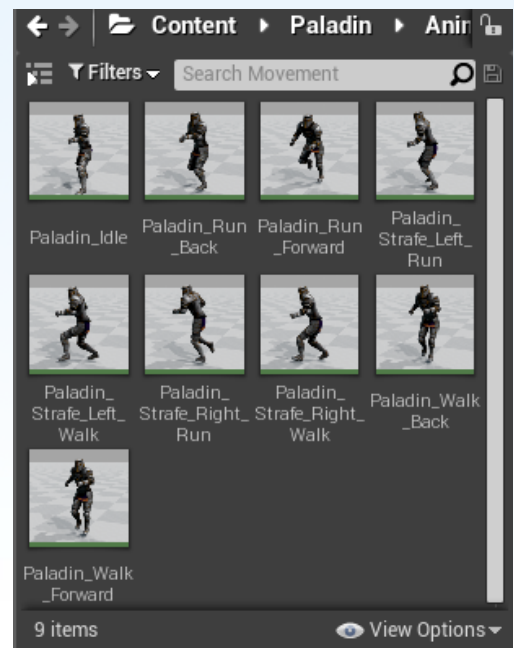 Content Paladin Anin
Filters Search Movement
Paladin_Idle
Paladin_Run
_Back
Paladin_Run
_Forward
Paladin_
Strafe_Left_
Run
Paladin_
Strafe_Left_
Walk
Paladin_
Strafe_Right_
Run
Paladin_
Strafe_Right_
Walk
Paladin_Walk
_Back
Paladin_Walk
_Forward
9 items View Options